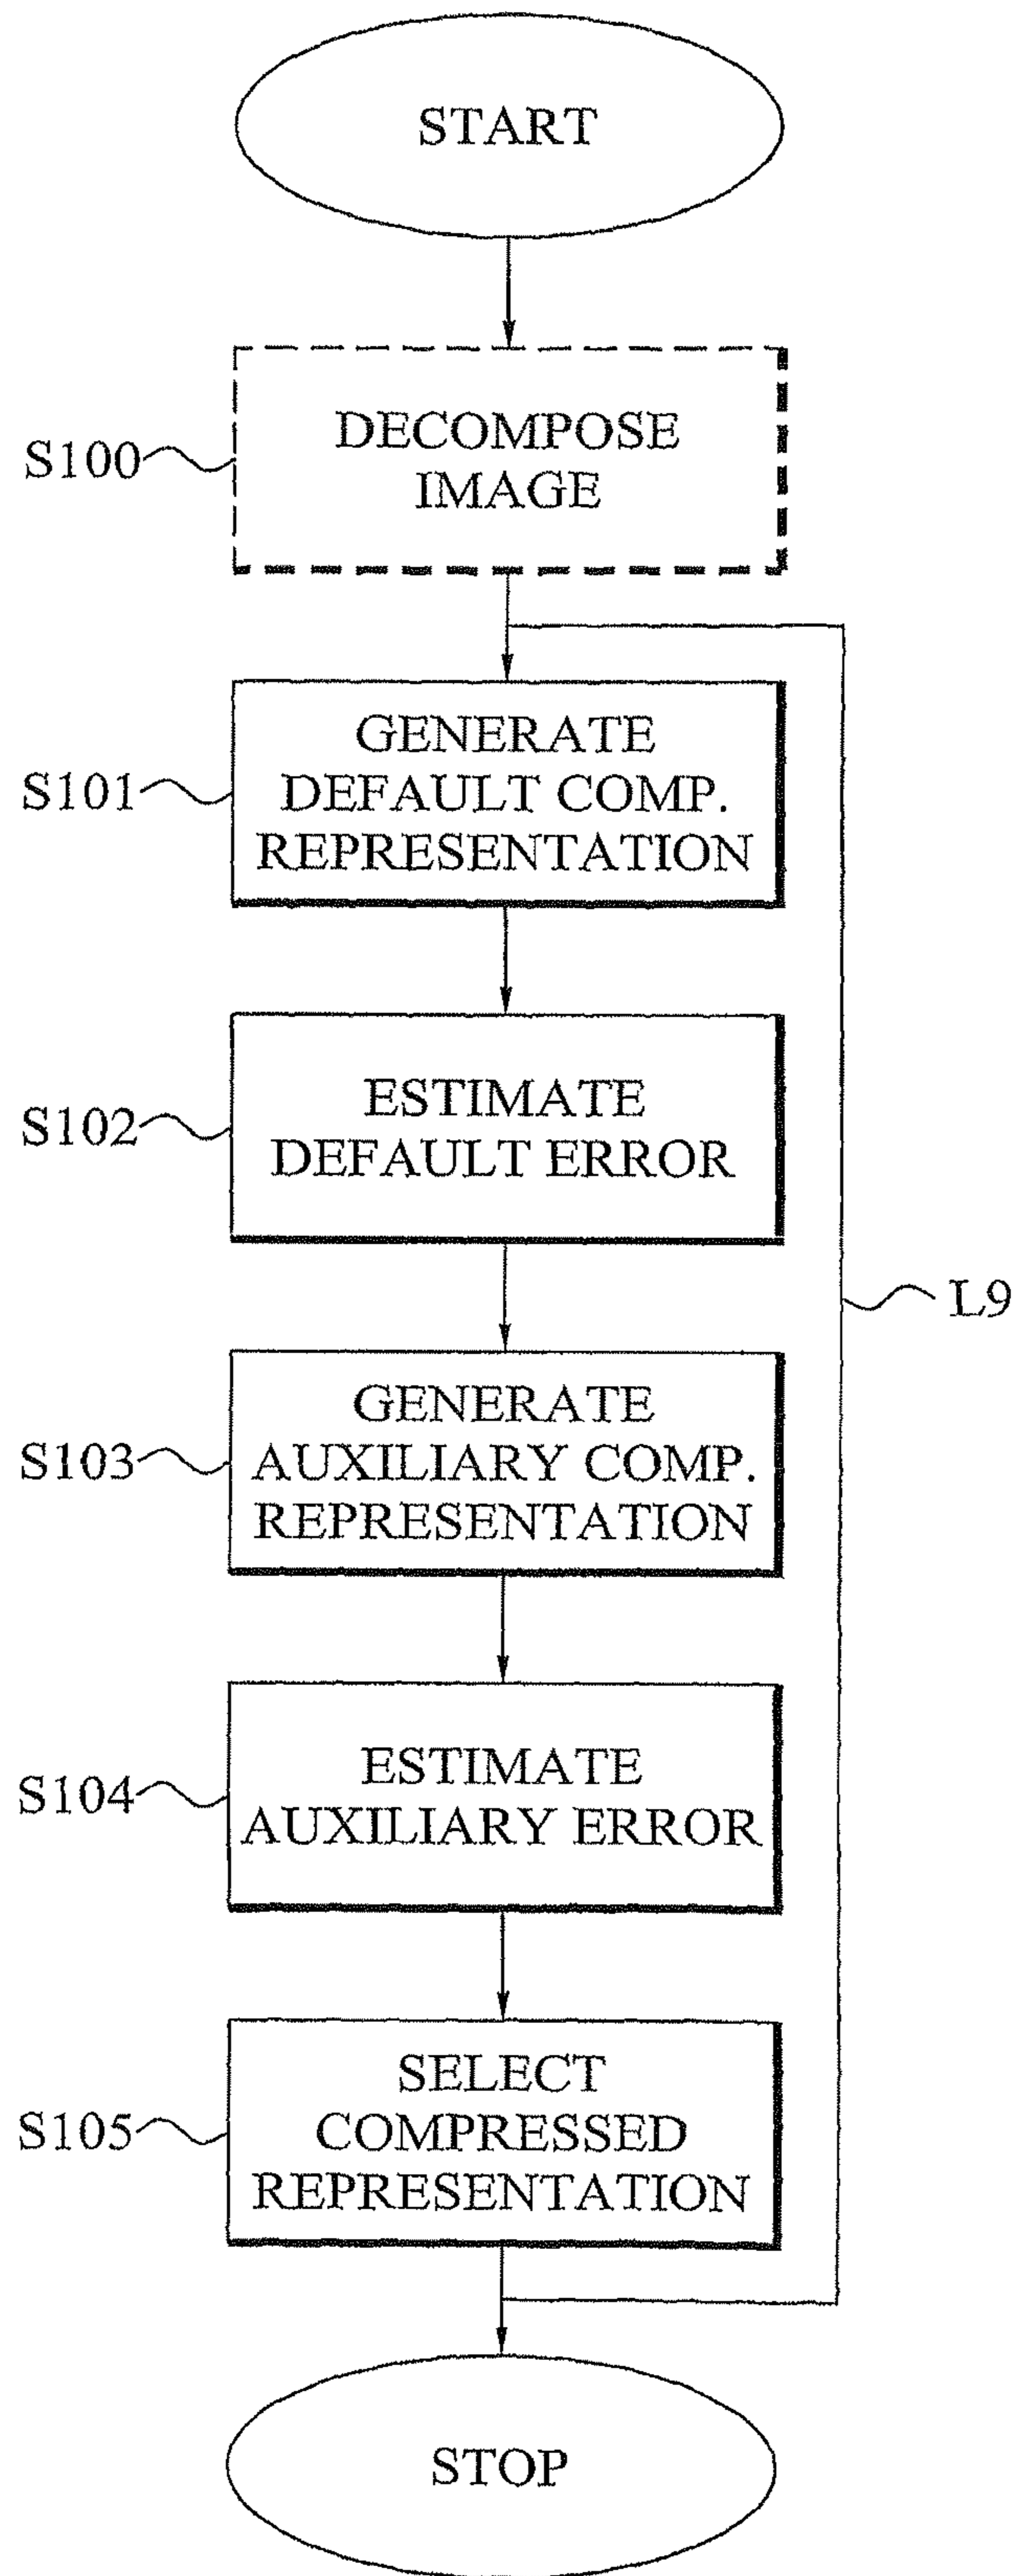 START
S100
DECOMPOSE
IMAGE
S101
GENERATE
DEFAULT COMP.
REPRESENTATION
S102
ESTIMATE
DEFAULT ERROR
L9
S103
GENERATE
AUXILIARY COMP.
REPRESENTATION
S104
ESTIMATE
AUXILIARY ERROR
S105
SELECT
COMPRESSED
REPRESENTATION
STOP